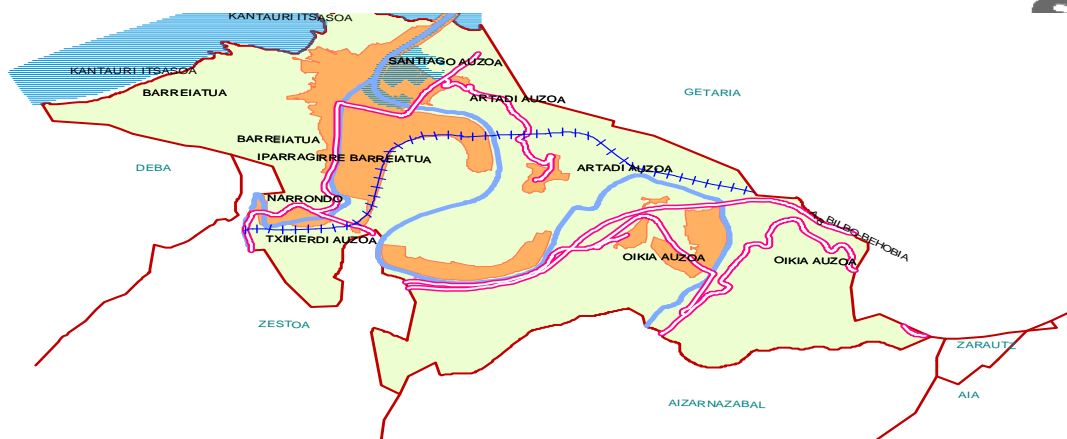 KANTAURI ITSASOA
SANTIAGO AUZOA
KANTAURI ITSASOA
BARREIATUA
GETARIA
ARTADI AUZOA
BARREIATUA
IPARRAGIRRE BARREIATUA
DEBA
ARTADI AUZOA
NARRONDO
A8 BILBO BEHOBIA
TXIKIERDI AUZOA
OIKIA AUZOA
OIKIA AUZOA
ZESTOA
ZARAUTZ
AIA
AIZARNAZABAL